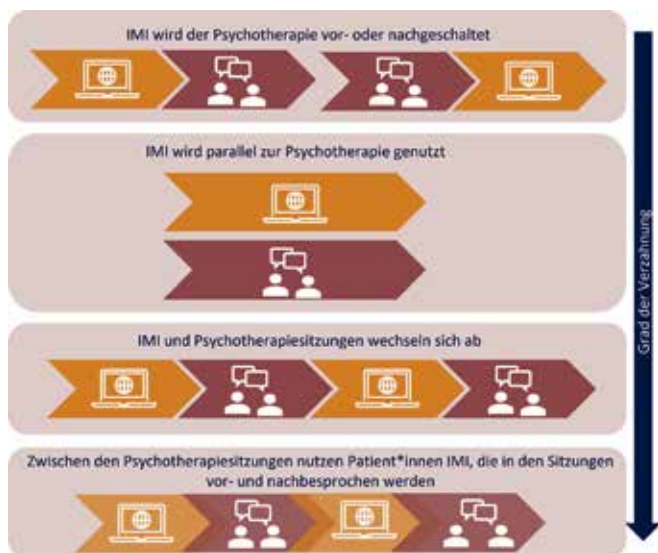 IMI wird der Psychotherapie vor- oder nachgeschaltet
IMI wird parallel zur Psychotherapie genutzt
IMI und Psychotherapiesitzungen wechseln sich ab
Zwischen den Psychotherapiesitzungen nutzen Patient*innen IMI, die in den Sitzungen
vor- und nachbesprochen werden
Grad der Verzahnung